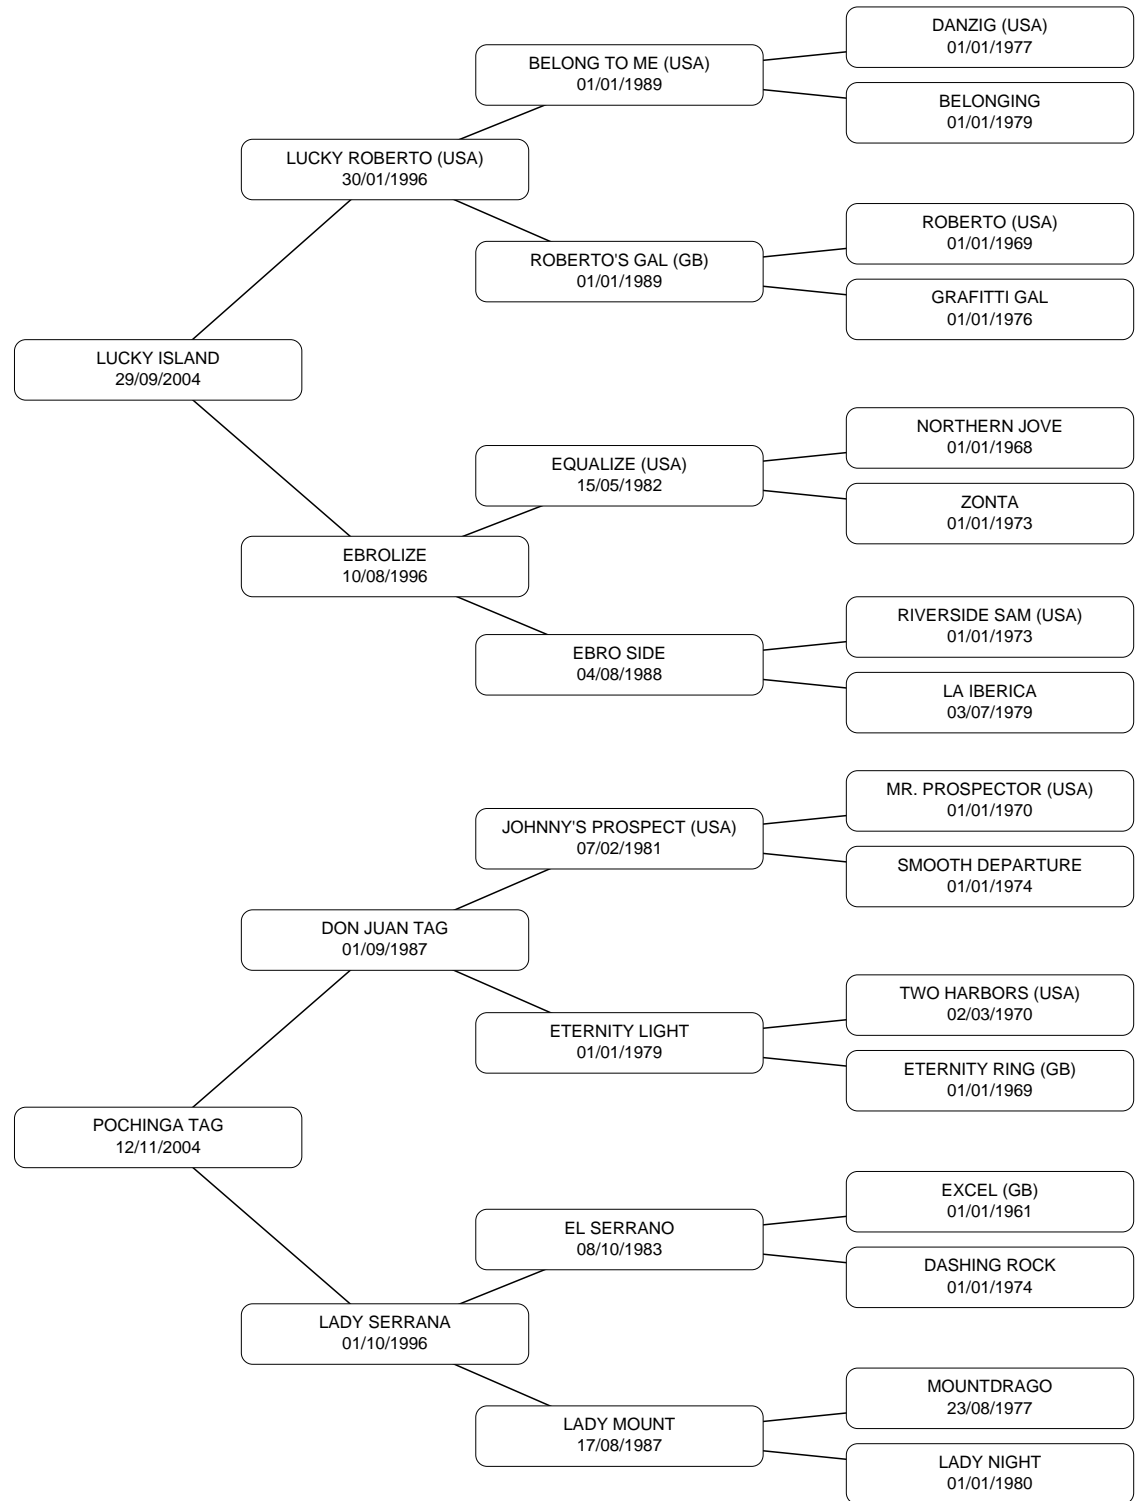 DANZIG (USA)
01/01/1977
BELONG TO ME (USA)
01/01/1989
BELONGING
01/01/1979
LUCKY ROBERTO (USA)
30/01/1996
ROBERTO (USA)
01/01/1969
ROBERTO'S GAL (GB)
01/01/1989
GRAFITTI GAL
01/01/1976
LUCKY ISLAND
29/09/2004
NORTHERN JOVE
01/01/1968
EQUALIZE (USA)
15/05/1982
ZONTA
01/01/1973
EBROLIZE
10/08/1996
RIVERSIDE SAM (USA)
01/01/1973
EBRO SIDE
04/08/1988
LA IBERICA
03/07/1979
MR. PROSPECTOR (USA)
01/01/1970
JOHNNY'S PROSPECT (USA)
07/02/1981
SMOOTH DEPARTURE
01/01/1974
DON JUAN TAG
01/09/1987
TWO HARBORS (USA)
02/03/1970
ETERNITY LIGHT
01/01/1979
ETERNITY RING (GB)
01/01/1969
POCHINGA TAG
12/11/2004
EXCEL (GB)
01/01/1961
EL SERRANO
08/10/1983
DASHING ROCK
01/01/1974
LADY SERRANA
01/10/1996
MOUNTDRAGO
23/08/1977
LADY MOUNT
17/08/1987
LADY NIGHT
01/01/1980